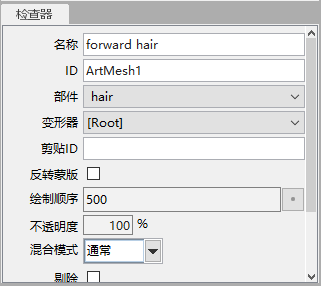 检查器
名称 forward hair
ID ArtMesh1
部件 hair
变形器 [Root]
剪贴ID
反转蒙版
绘制顺序 500
不透明度 100 %
混合模式 通常
剔除